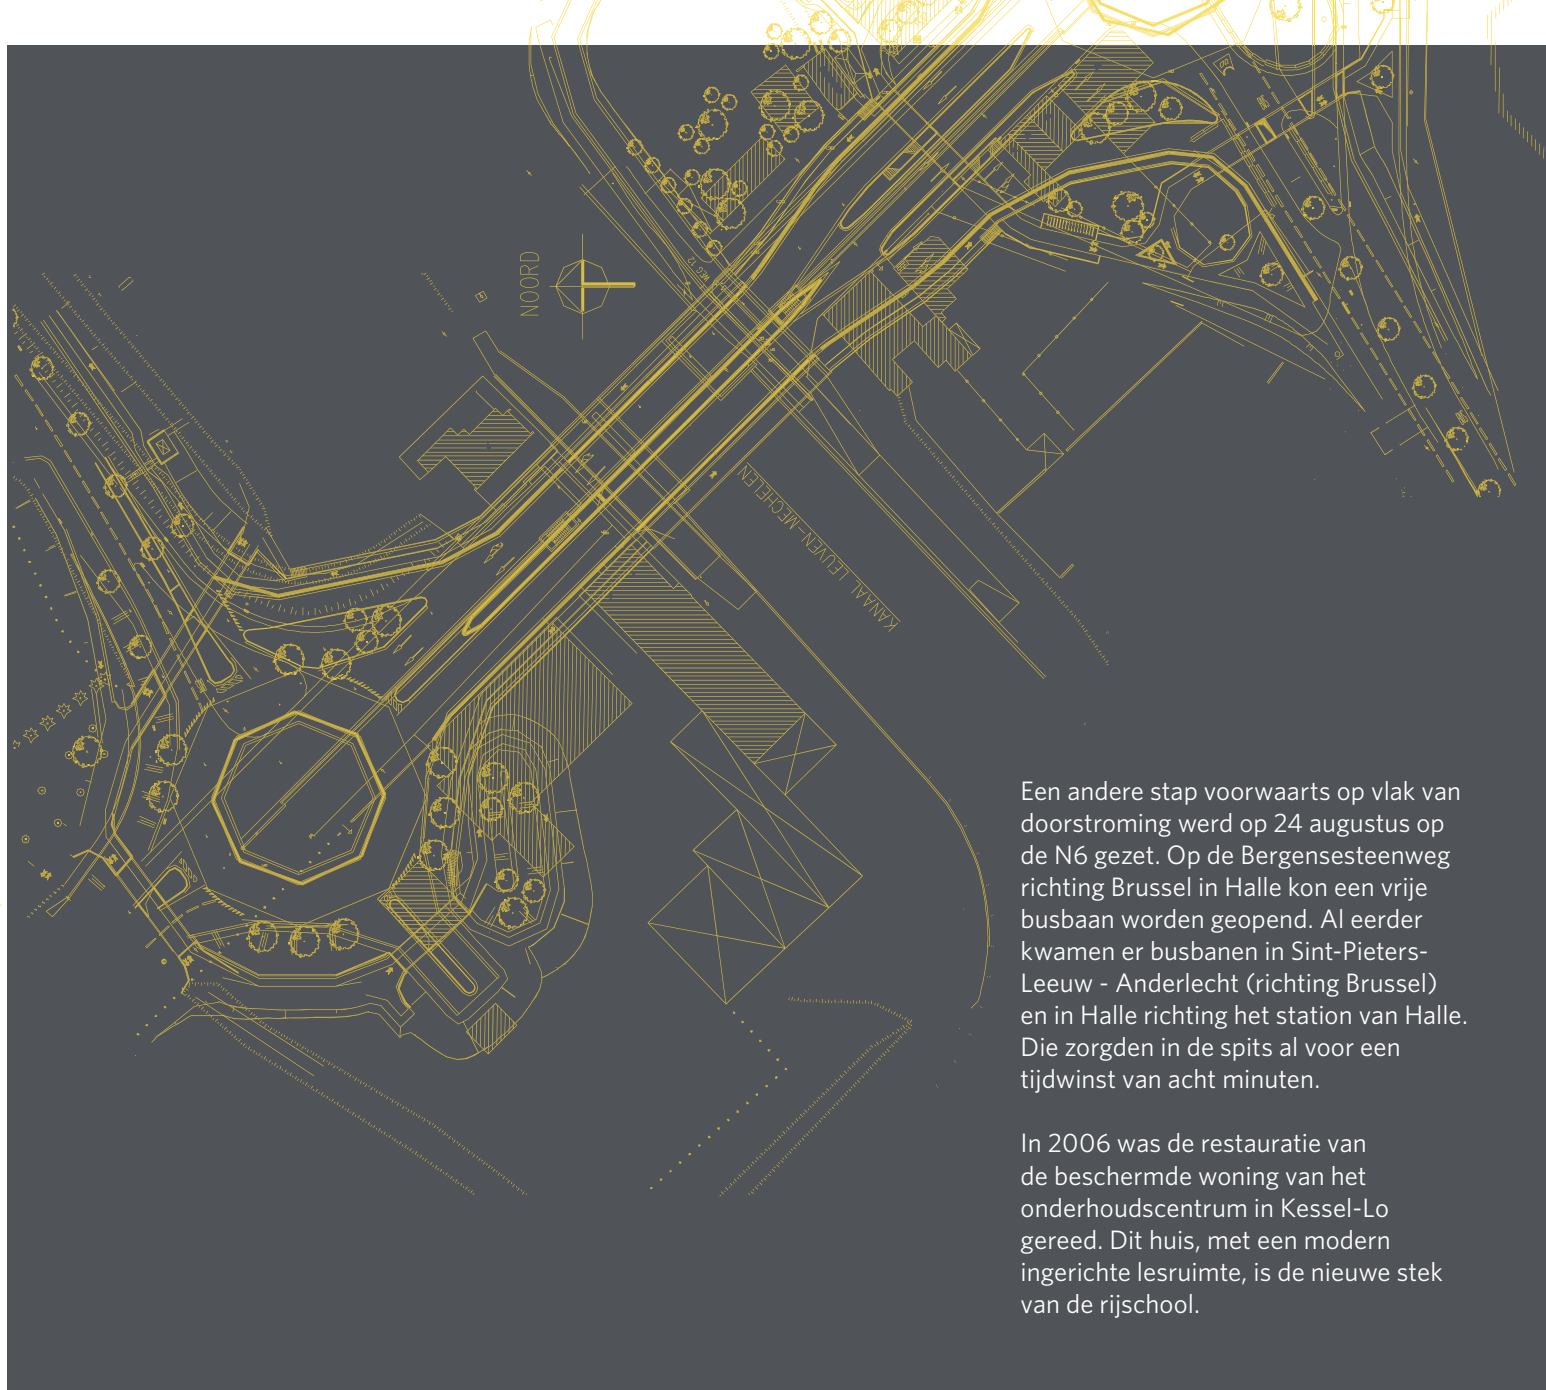 NOORD
KANAAL LEUVEN-MECHELEN
Een andere stap voorwaarts op vlak van
doorstroming werd op 24 augustus op
de N6 gezet. Op de Bergensesteenweg
richting Brussel in Halle kon een vrije
busbaan worden geopend. Al eerder
kwamen er busbanen in Sint-Pieters-
Leeuw - Anderlecht (richting Brussel)
en in Halle richting het station van Halle.
Die zorgden in de spits al voor een
tijdwinst van acht minuten.
In 2006 was de restauratie van
de beschermde woning van het
onderhoudscentrum in Kessel-Lo
gereed. Dit huis, met een modern
ingerichte lesruimte, is de nieuwe stek
van de rijschool.